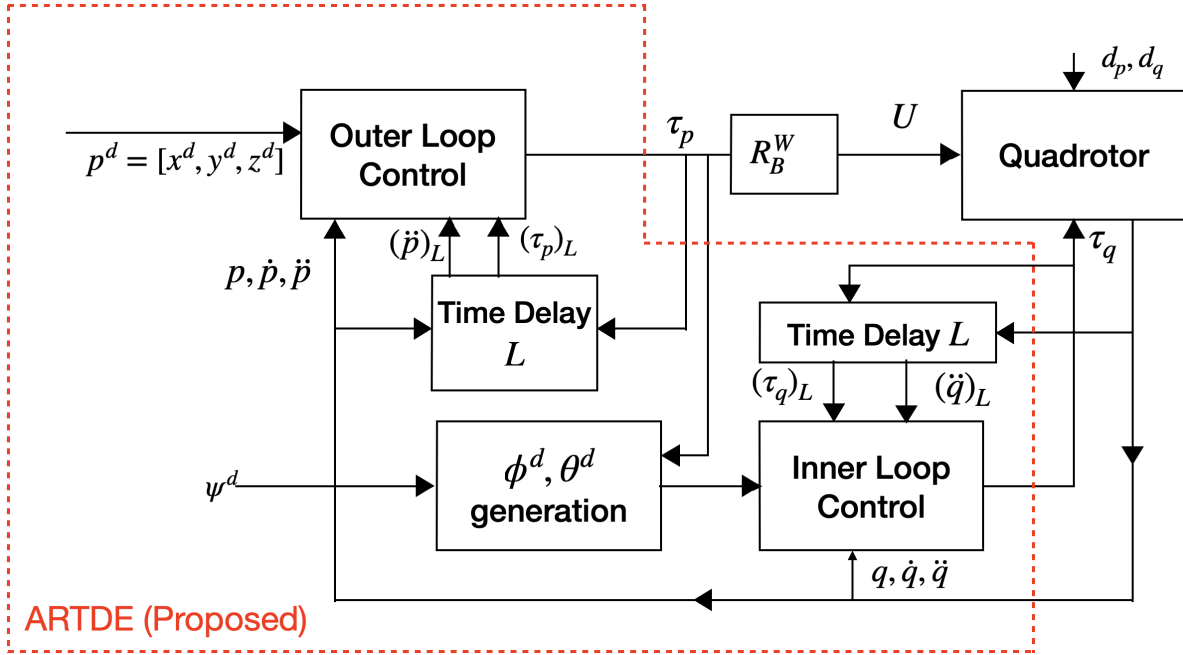 d_p, d_q
Outer Loop
Control
p^d = [x^d, y^d, z^d]
τ_p
R_B^W
U
Quadrotor
(p̈)_L
(τ_p)_L
τ_q
p, ṗ, p̈
Time Delay
L
Time Delay L
(τ_q)_L
(q̈)_L
ψ^d
ϕ^d, θ^d
generation
Inner Loop
Control
q, q̇, q̈
ARTDE (Proposed)